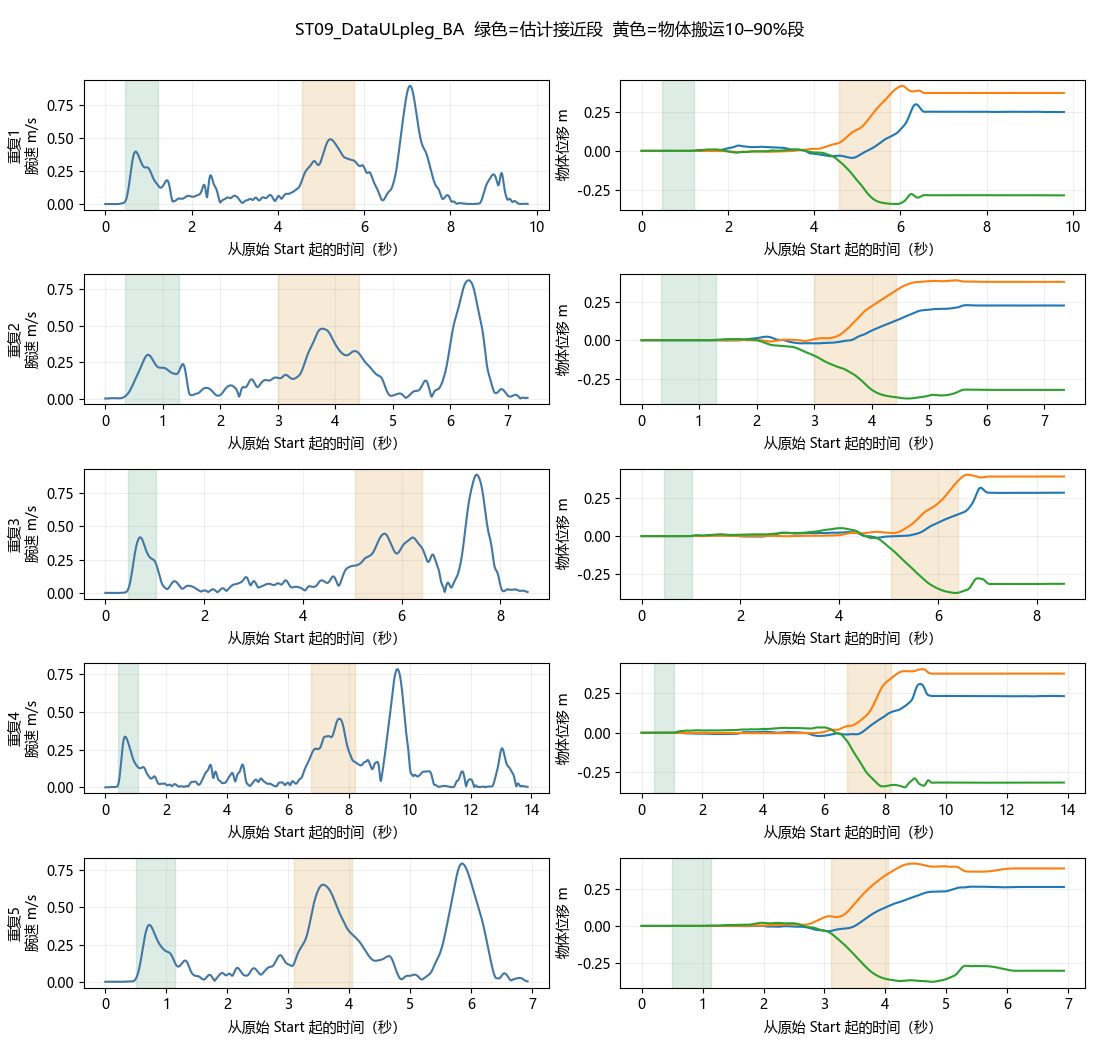 ST09_DataULpleg_BA 绿色=估计接近段 黄色=物体搬运10–90%段
重复1
腕速 m/s
0.75
0.50
0.25
0.00
0 2 4 6 8 10
从原始 Start 起的时间（秒）
物体位移 m
0.25
0.00
-0.25
0 2 4 6 8 10
从原始 Start 起的时间（秒）
重复2
腕速 m/s
0.75
0.50
0.25
0.00
0 1 2 3 4 5 6 7
从原始 Start 起的时间（秒）
物体位移 m
0.25
0.00
-0.25
0 1 2 3 4 5 6 7
从原始 Start 起的时间（秒）
重复3
腕速 m/s
0.75
0.50
0.25
0.00
0 2 4 6 8
从原始 Start 起的时间（秒）
物体位移 m
0.25
0.00
-0.25
0 2 4 6 8
从原始 Start 起的时间（秒）
重复4
腕速 m/s
0.75
0.50
0.25
0.00
0 2 4 6 8 10 12 14
从原始 Start 起的时间（秒）
物体位移 m
0.25
0.00
-0.25
0 2 4 6 8 10 12 14
从原始 Start 起的时间（秒）
重复5
腕速 m/s
0.75
0.50
0.25
0.00
0 1 2 3 4 5 6 7
从原始 Start 起的时间（秒）
物体位移 m
0.25
0.00
-0.25
0 1 2 3 4 5 6 7
从原始 Start 起的时间（秒）